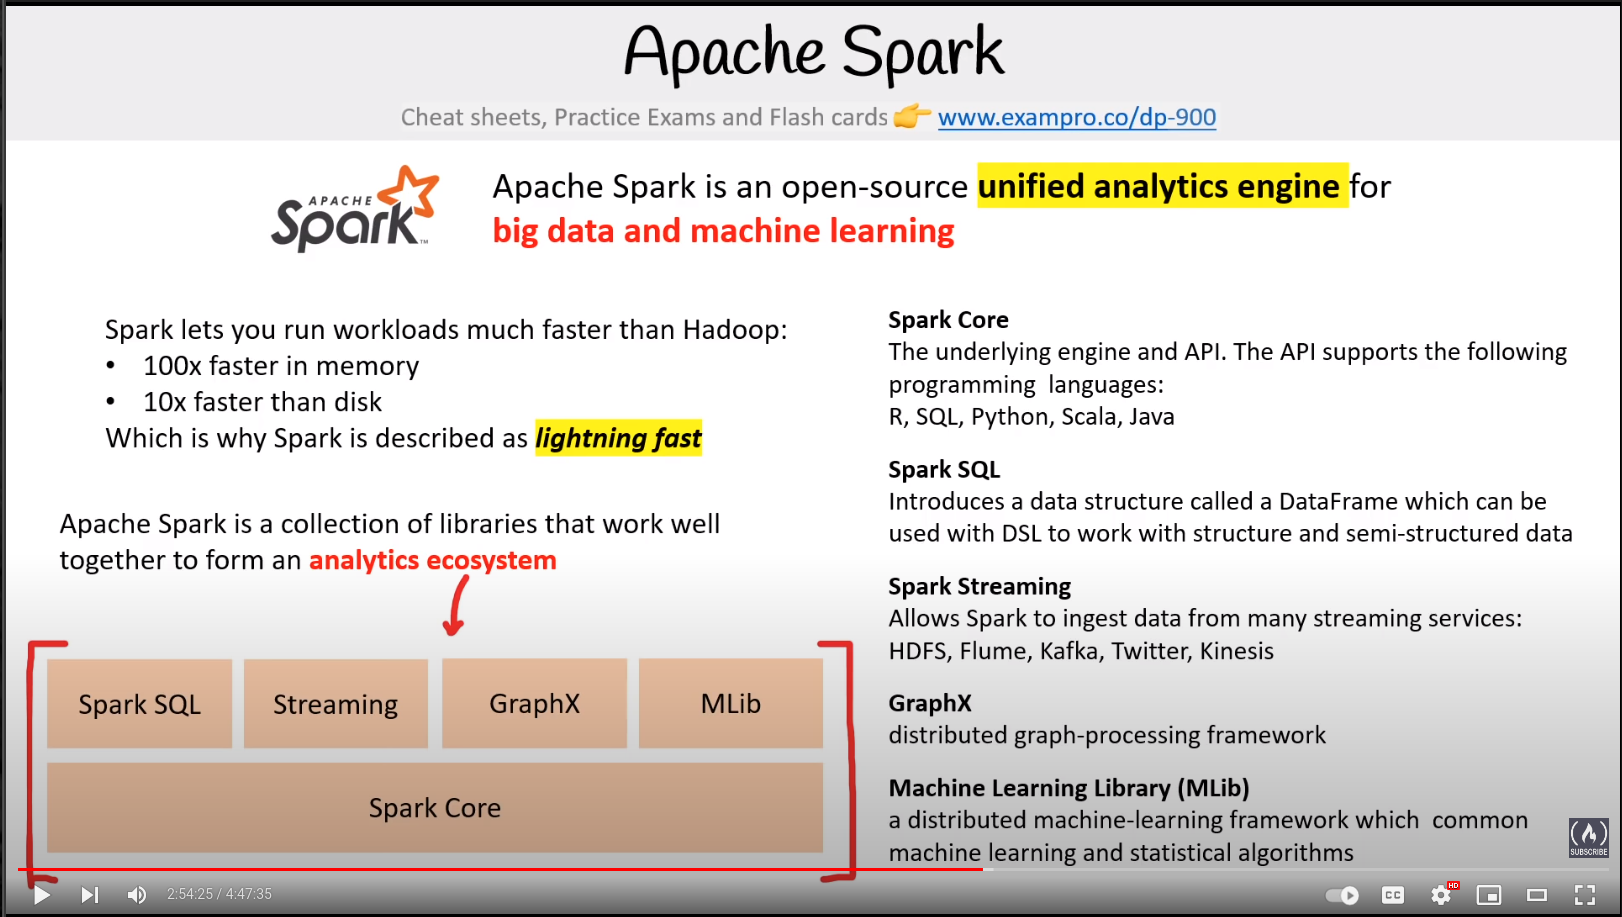 Apache Spark
Cheat sheets, Practice Exams and Flash cards 👉 www.exampro.co/dp-900
APACHE
Spark™
Apache Spark is an open-source unified analytics engine for
big data and machine learning
Spark lets you run workloads much faster than Hadoop:
• 100x faster in memory
• 10x faster than disk
Which is why Spark is described as lightning fast
Apache Spark is a collection of libraries that work well
together to form an analytics ecosystem
Spark SQL
Streaming
GraphX
MLib
Spark Core
Spark Core
The underlying engine and API. The API supports the following
programming languages:
R, SQL, Python, Scala, Java
Spark SQL
Introduces a data structure called a DataFrame which can be
used with DSL to work with structure and semi-structured data
Spark Streaming
Allows Spark to ingest data from many streaming services:
HDFS, Flume, Kafka, Twitter, Kinesis
GraphX
distributed graph-processing framework
Machine Learning Library (MLib)
a distributed machine-learning framework which common
machine learning and statistical algorithms
SUBSCRIBE
2:54:25 / 4:47:35
CC
HD